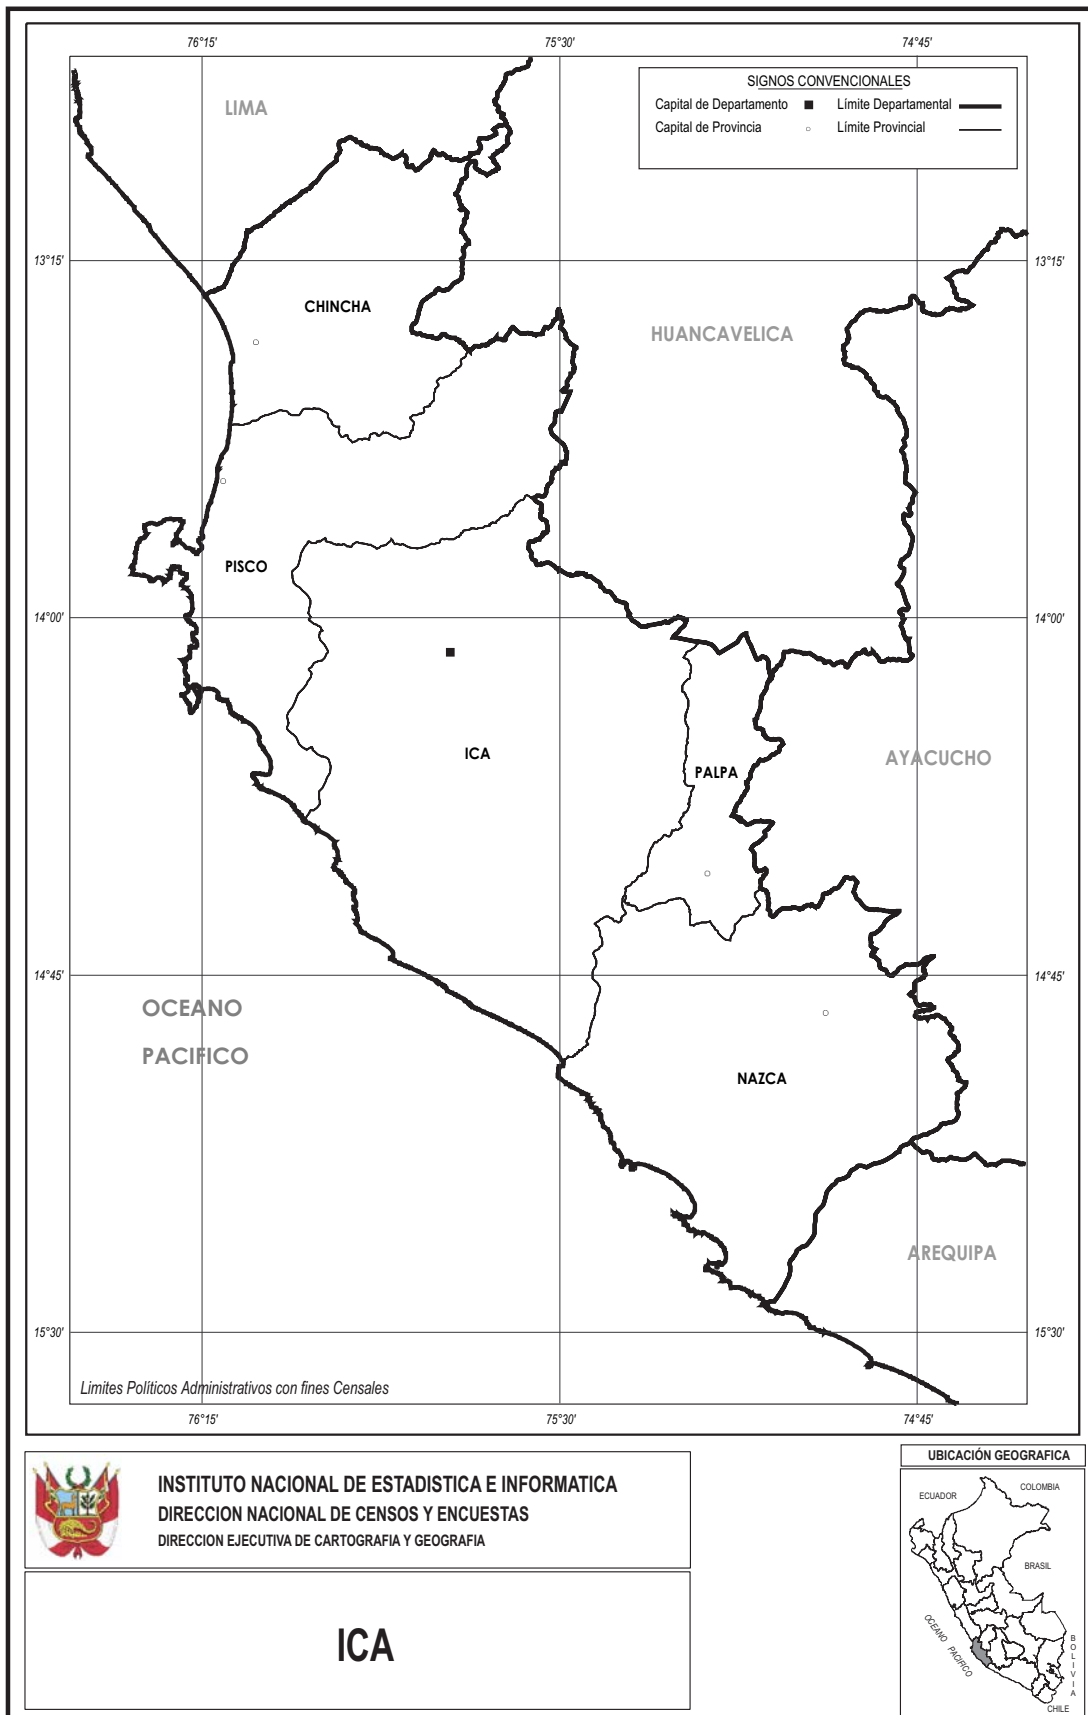 76°15'
75°30'
74°45'
SIGNOS CONVENCIONALES
Capital de Departamento
Límite Departamental
Capital de Provincia
Límite Provincial
LIMA
13°15'
13°15'
CHINCHA
HUANCAVELICA
PISCO
14°00'
14°00'
ICA
PALPA
AYACUCHO
14°45'
14°45'
OCEANO
PACIFICO
NAZCA
AREQUIPA
15°30'
15°30'
Limites Políticos Administrativos con fines Censales
76°15'
75°30'
74°45'
INSTITUTO NACIONAL DE ESTADISTICA E INFORMATICA
DIRECCION NACIONAL DE CENSOS Y ENCUESTAS
DIRECCION EJECUTIVA DE CARTOGRAFIA Y GEOGRAFIA
ICA
UBICACIÓN GEOGRAFICA
COLOMBIA
ECUADOR
BRASIL
OCEANO PACIFICO
BOLIVIA
CHILE